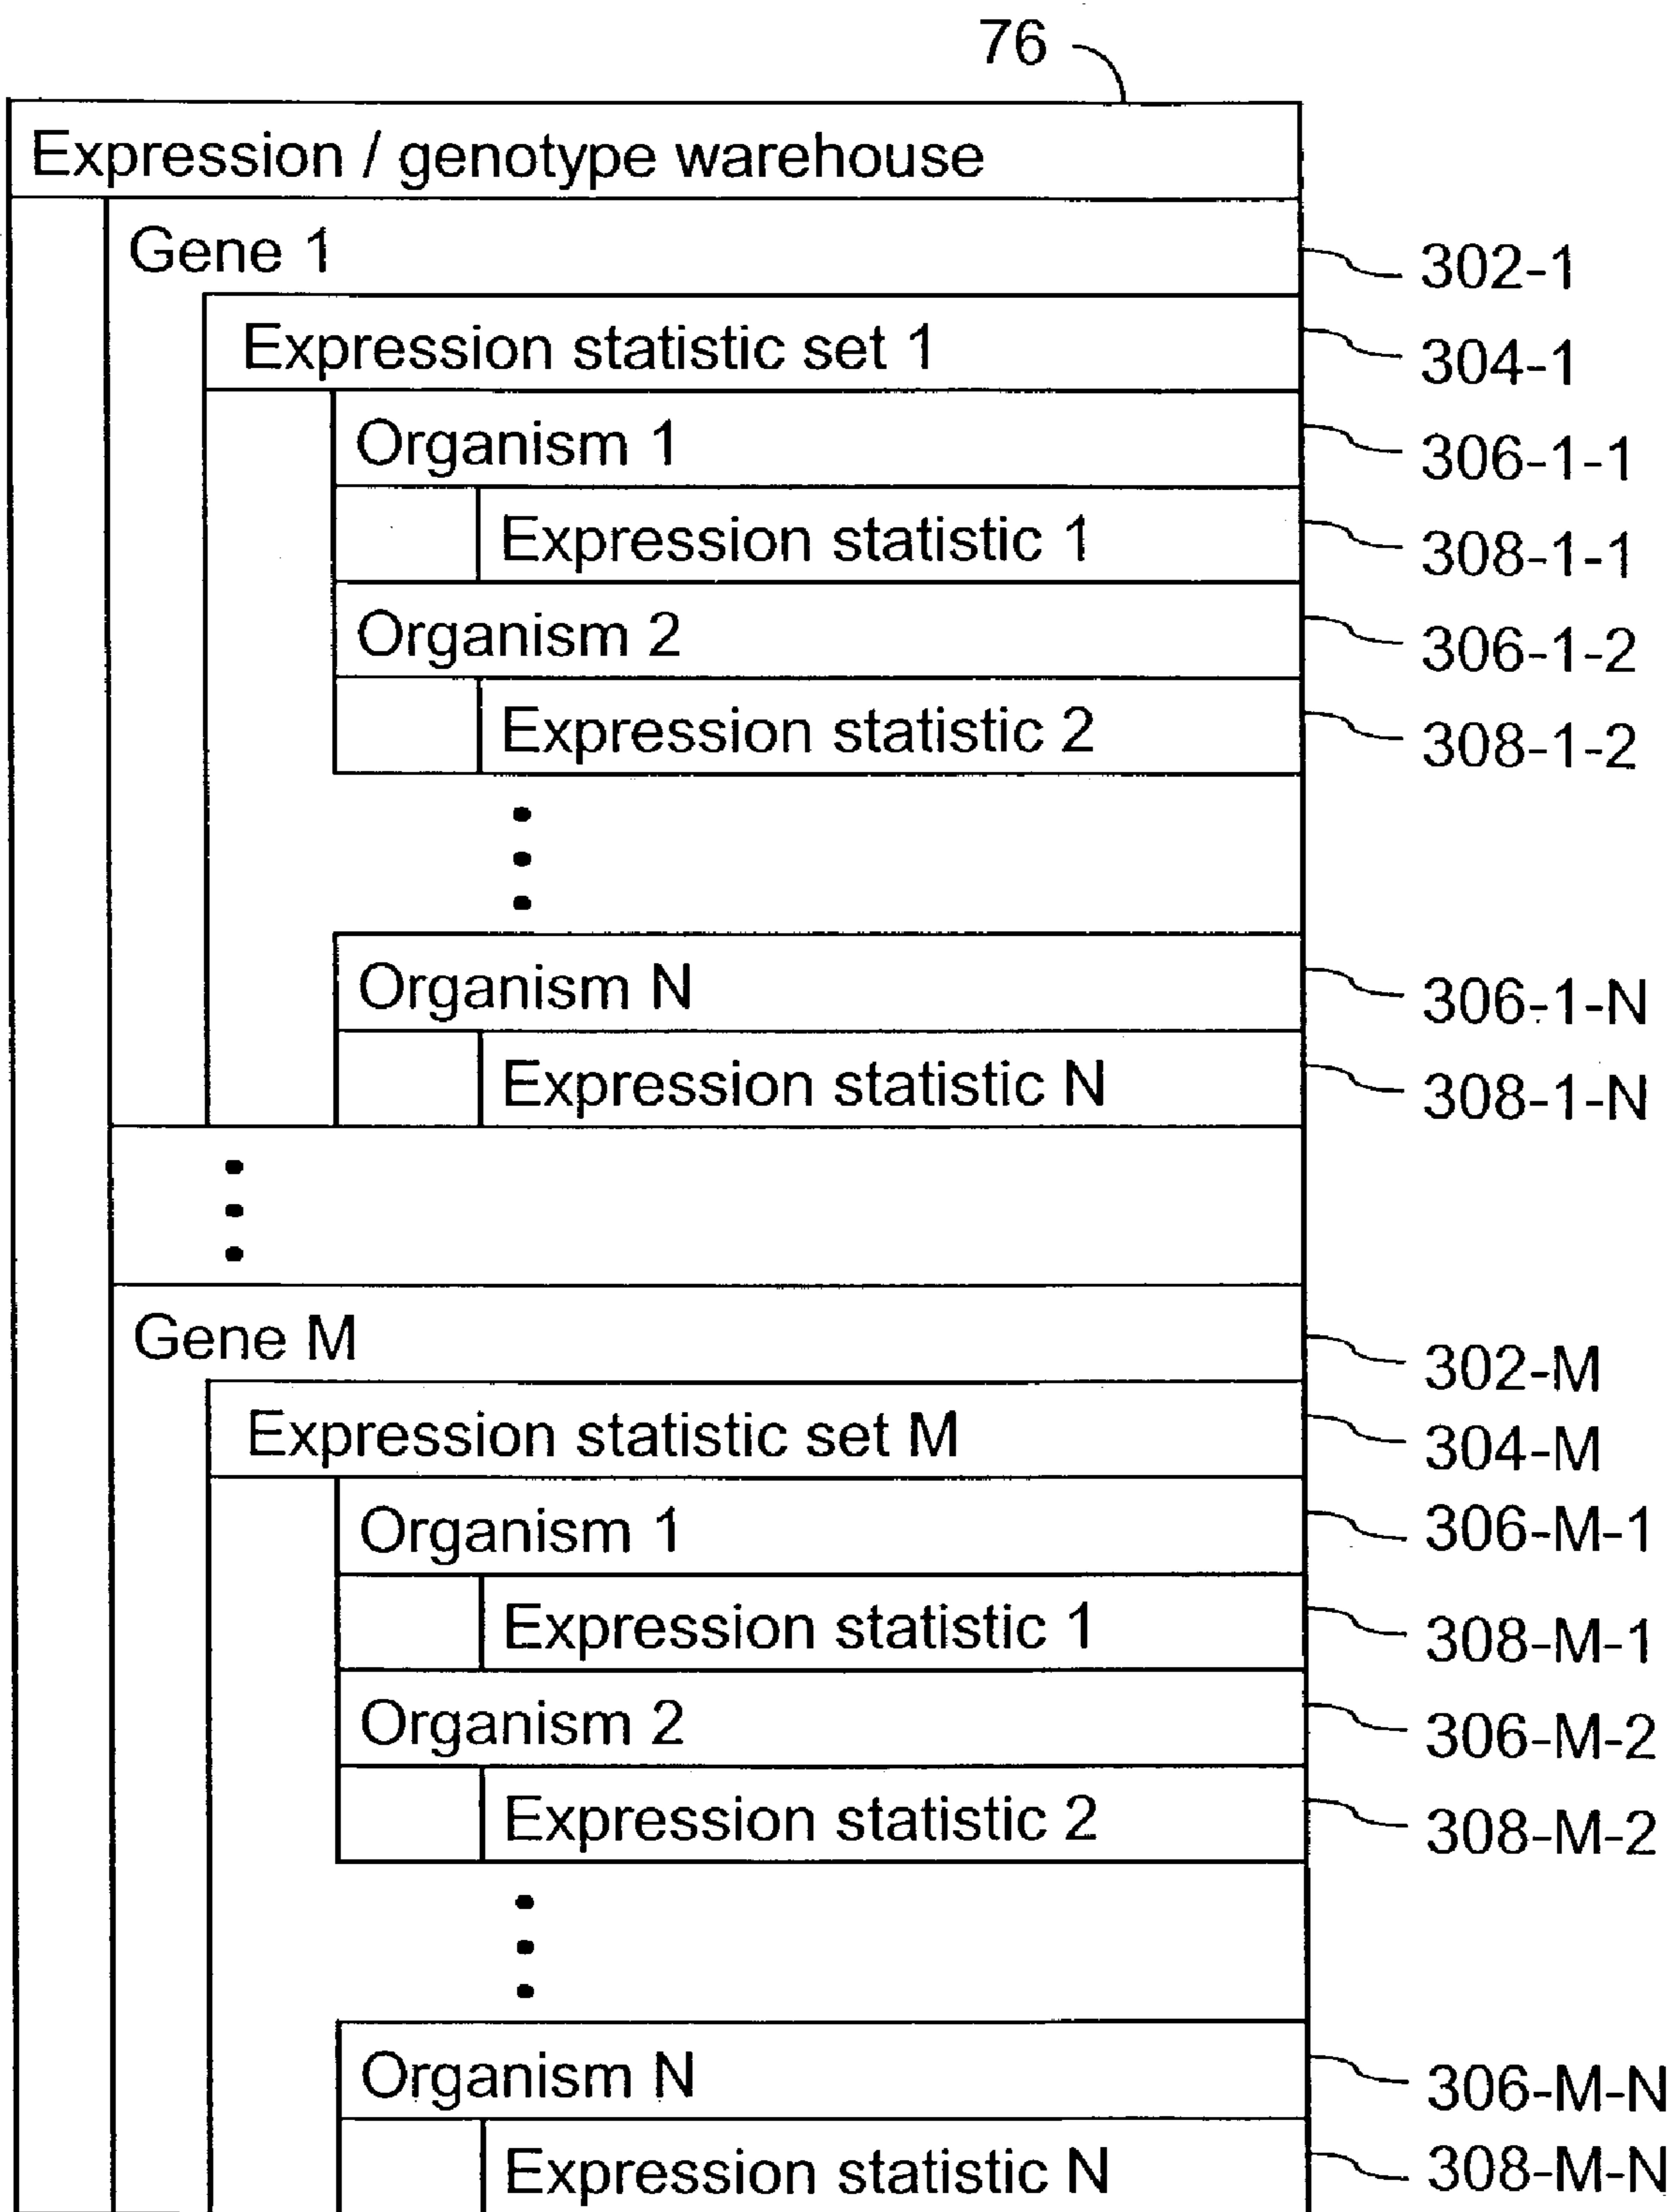 76
Expression / genotype warehouse
Gene 1
302-1
Expression statistic set 1
304-1
Organism 1
306-1-1
Expression statistic 1
308-1-1
Organism 2
306-1-2
Expression statistic 2
308-1-2
Organism N
306-1-N
Expression statistic N
308-1-N
Gene M
302-M
Expression statistic set M
304-M
Organism 1
306-M-1
Expression statistic 1
308-M-1
Organism 2
306-M-2
Expression statistic 2
308-M-2
Organism N
306-M-N
Expression statistic N
308-M-N